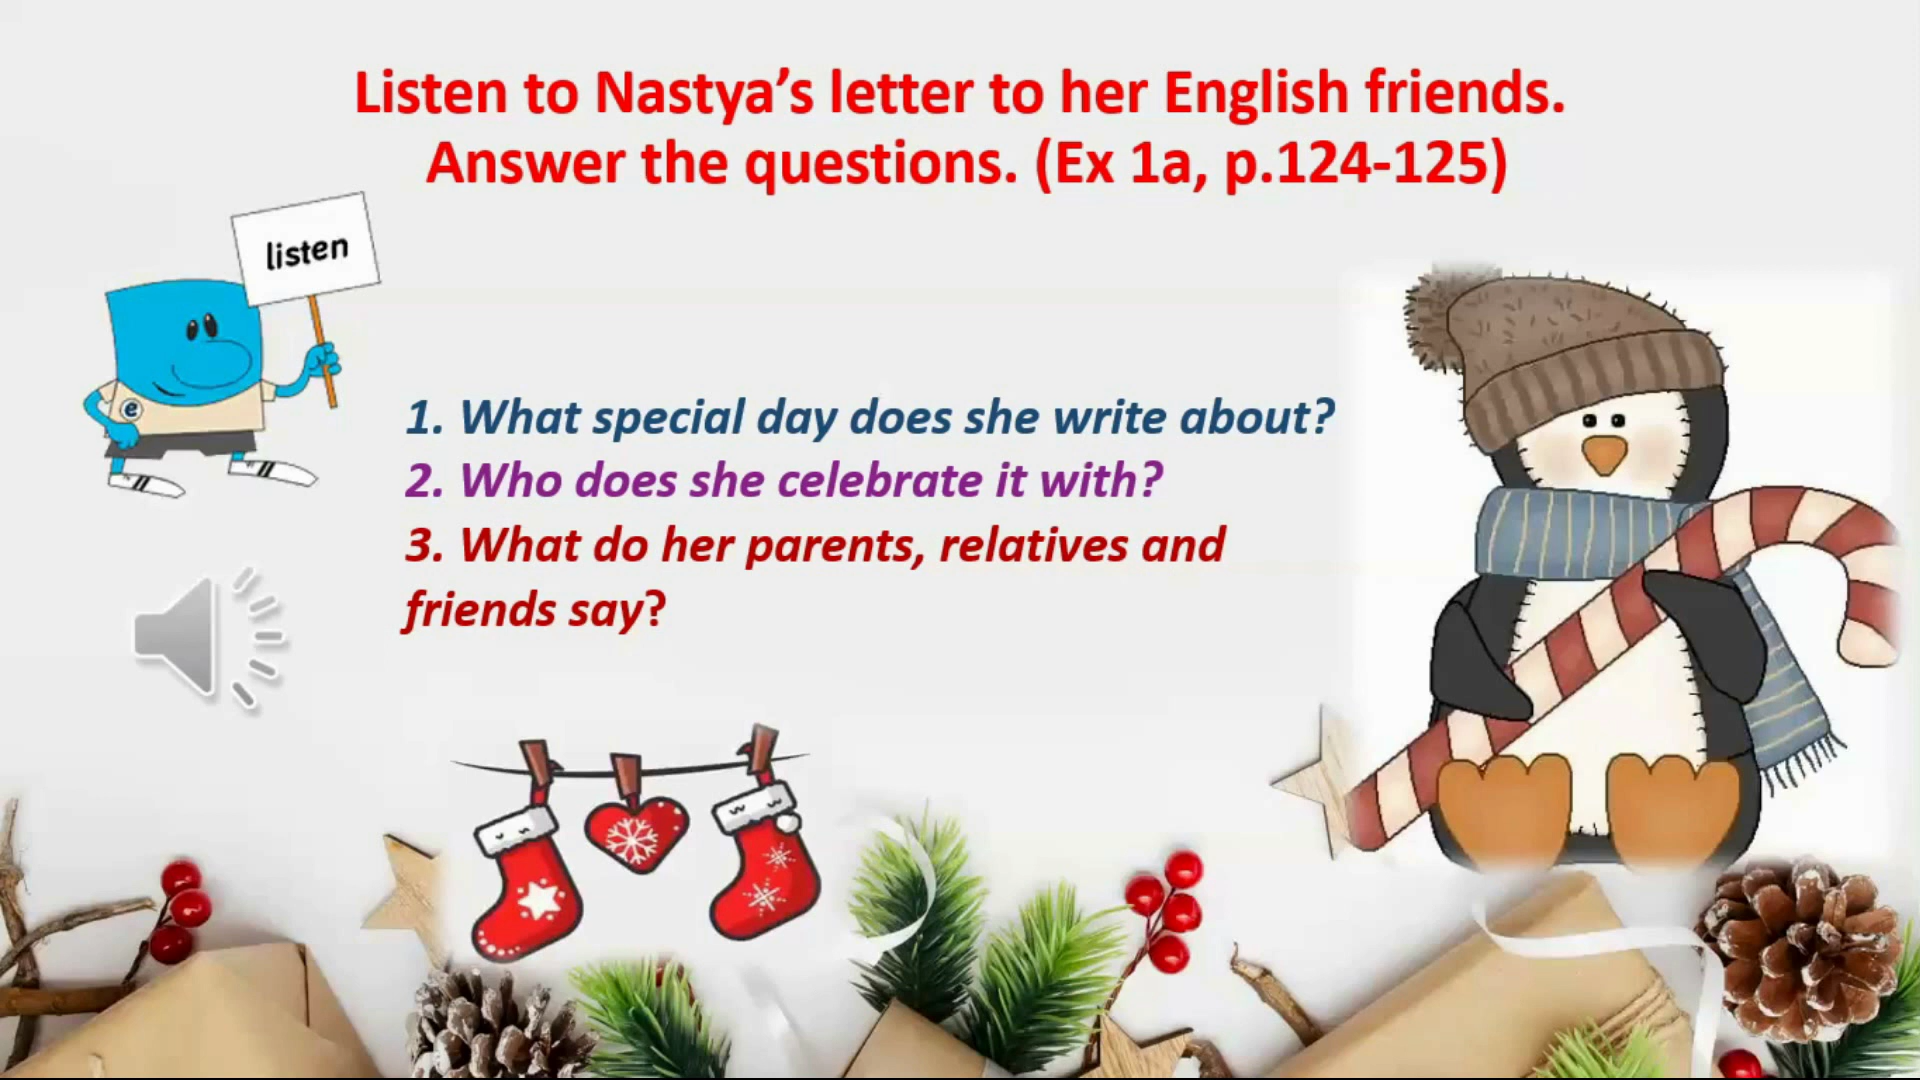 Listen to Nastya’s letter to her English friends.
Answer the questions. (Ex 1a, p.124-125)
listen
e
1. What special day does she write about?
2. Who does she celebrate it with?
3. What do her parents, relatives and
friends say?